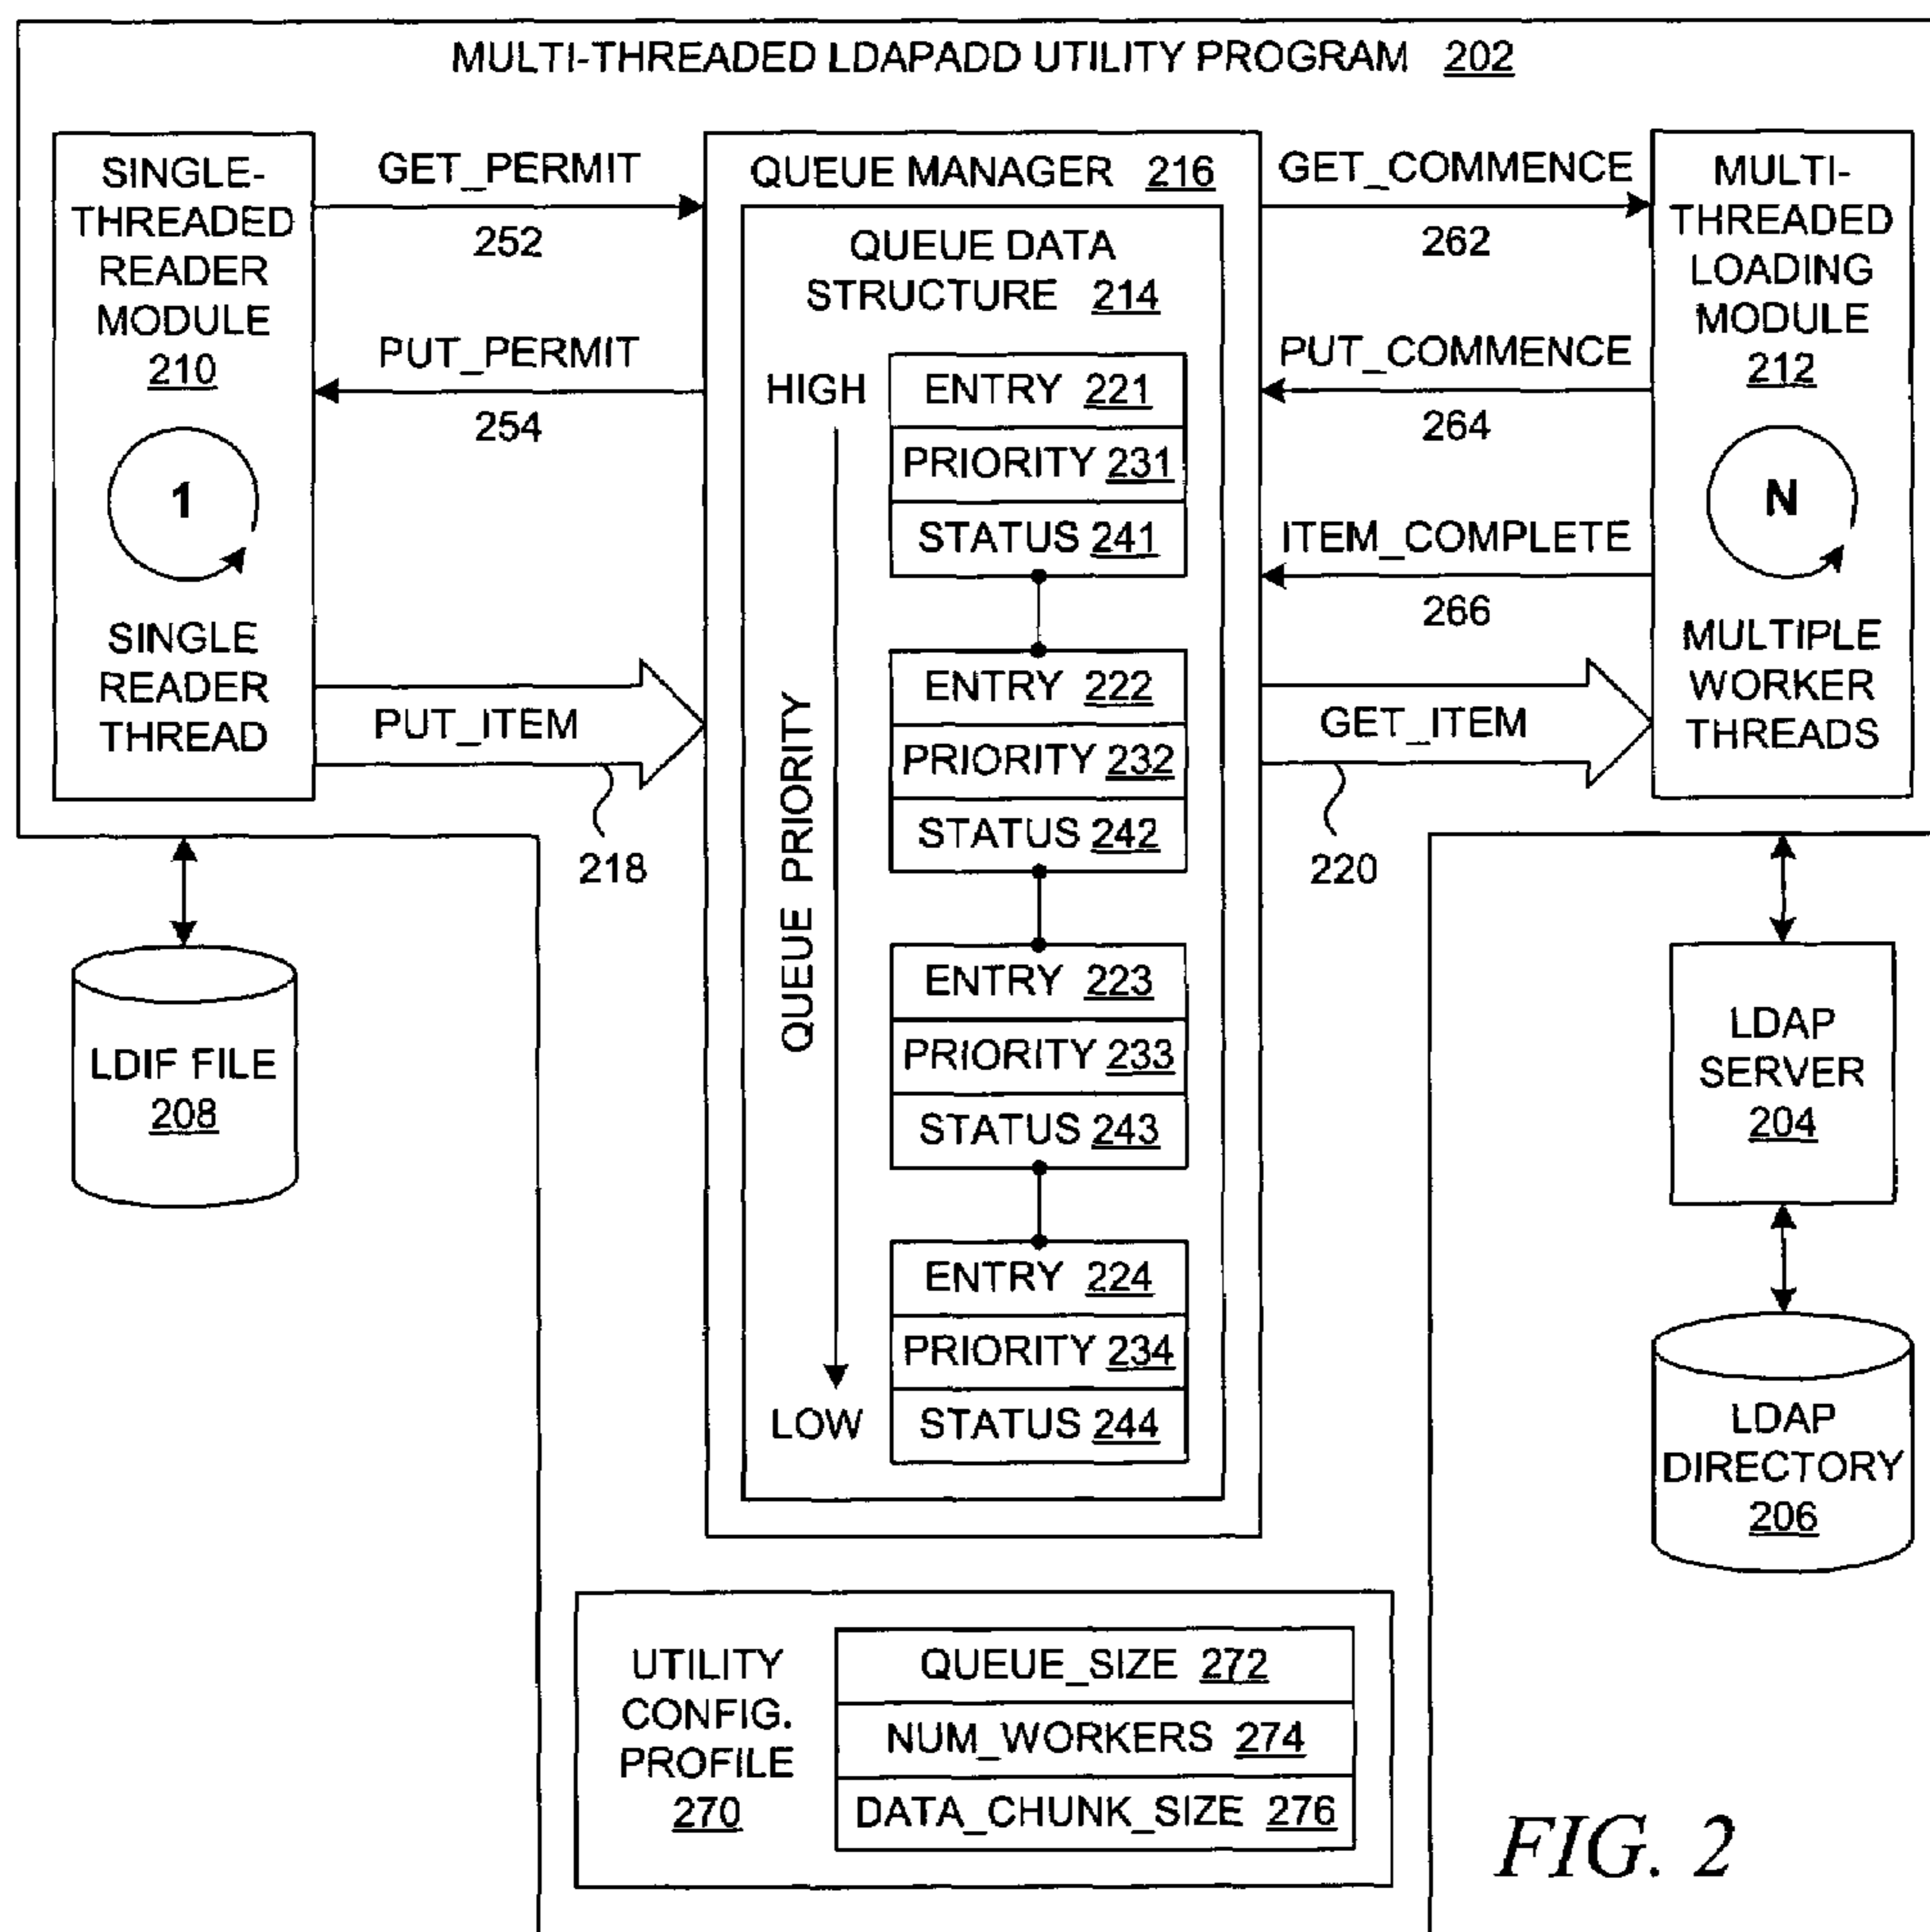 MULTI-THREADED LDAPADD UTILITY PROGRAM 202
SINGLE-
THREADED
READER
MODULE
210
1
SINGLE
READER
THREAD
GET_PERMIT
252
PUT_PERMIT
254
PUT_ITEM
218
QUEUE MANAGER 216
QUEUE DATA
STRUCTURE 214
HIGH
QUEUE PRIORITY
LOW
ENTRY 221
PRIORITY 231
STATUS 241
ENTRY 222
PRIORITY 232
STATUS 242
ENTRY 223
PRIORITY 233
STATUS 243
ENTRY 224
PRIORITY 234
STATUS 244
GET_COMMENCE
262
PUT_COMMENCE
264
ITEM_COMPLETE
266
GET_ITEM
220
MULTI-
THREADED
LOADING
MODULE
212
N
MULTIPLE
WORKER
THREADS
LDIF FILE
208
LDAP
SERVER
204
LDAP
DIRECTORY
206
UTILITY
CONFIG.
PROFILE
270
QUEUE_SIZE 272
NUM_WORKERS 274
DATA_CHUNK_SIZE 276
FIG. 2